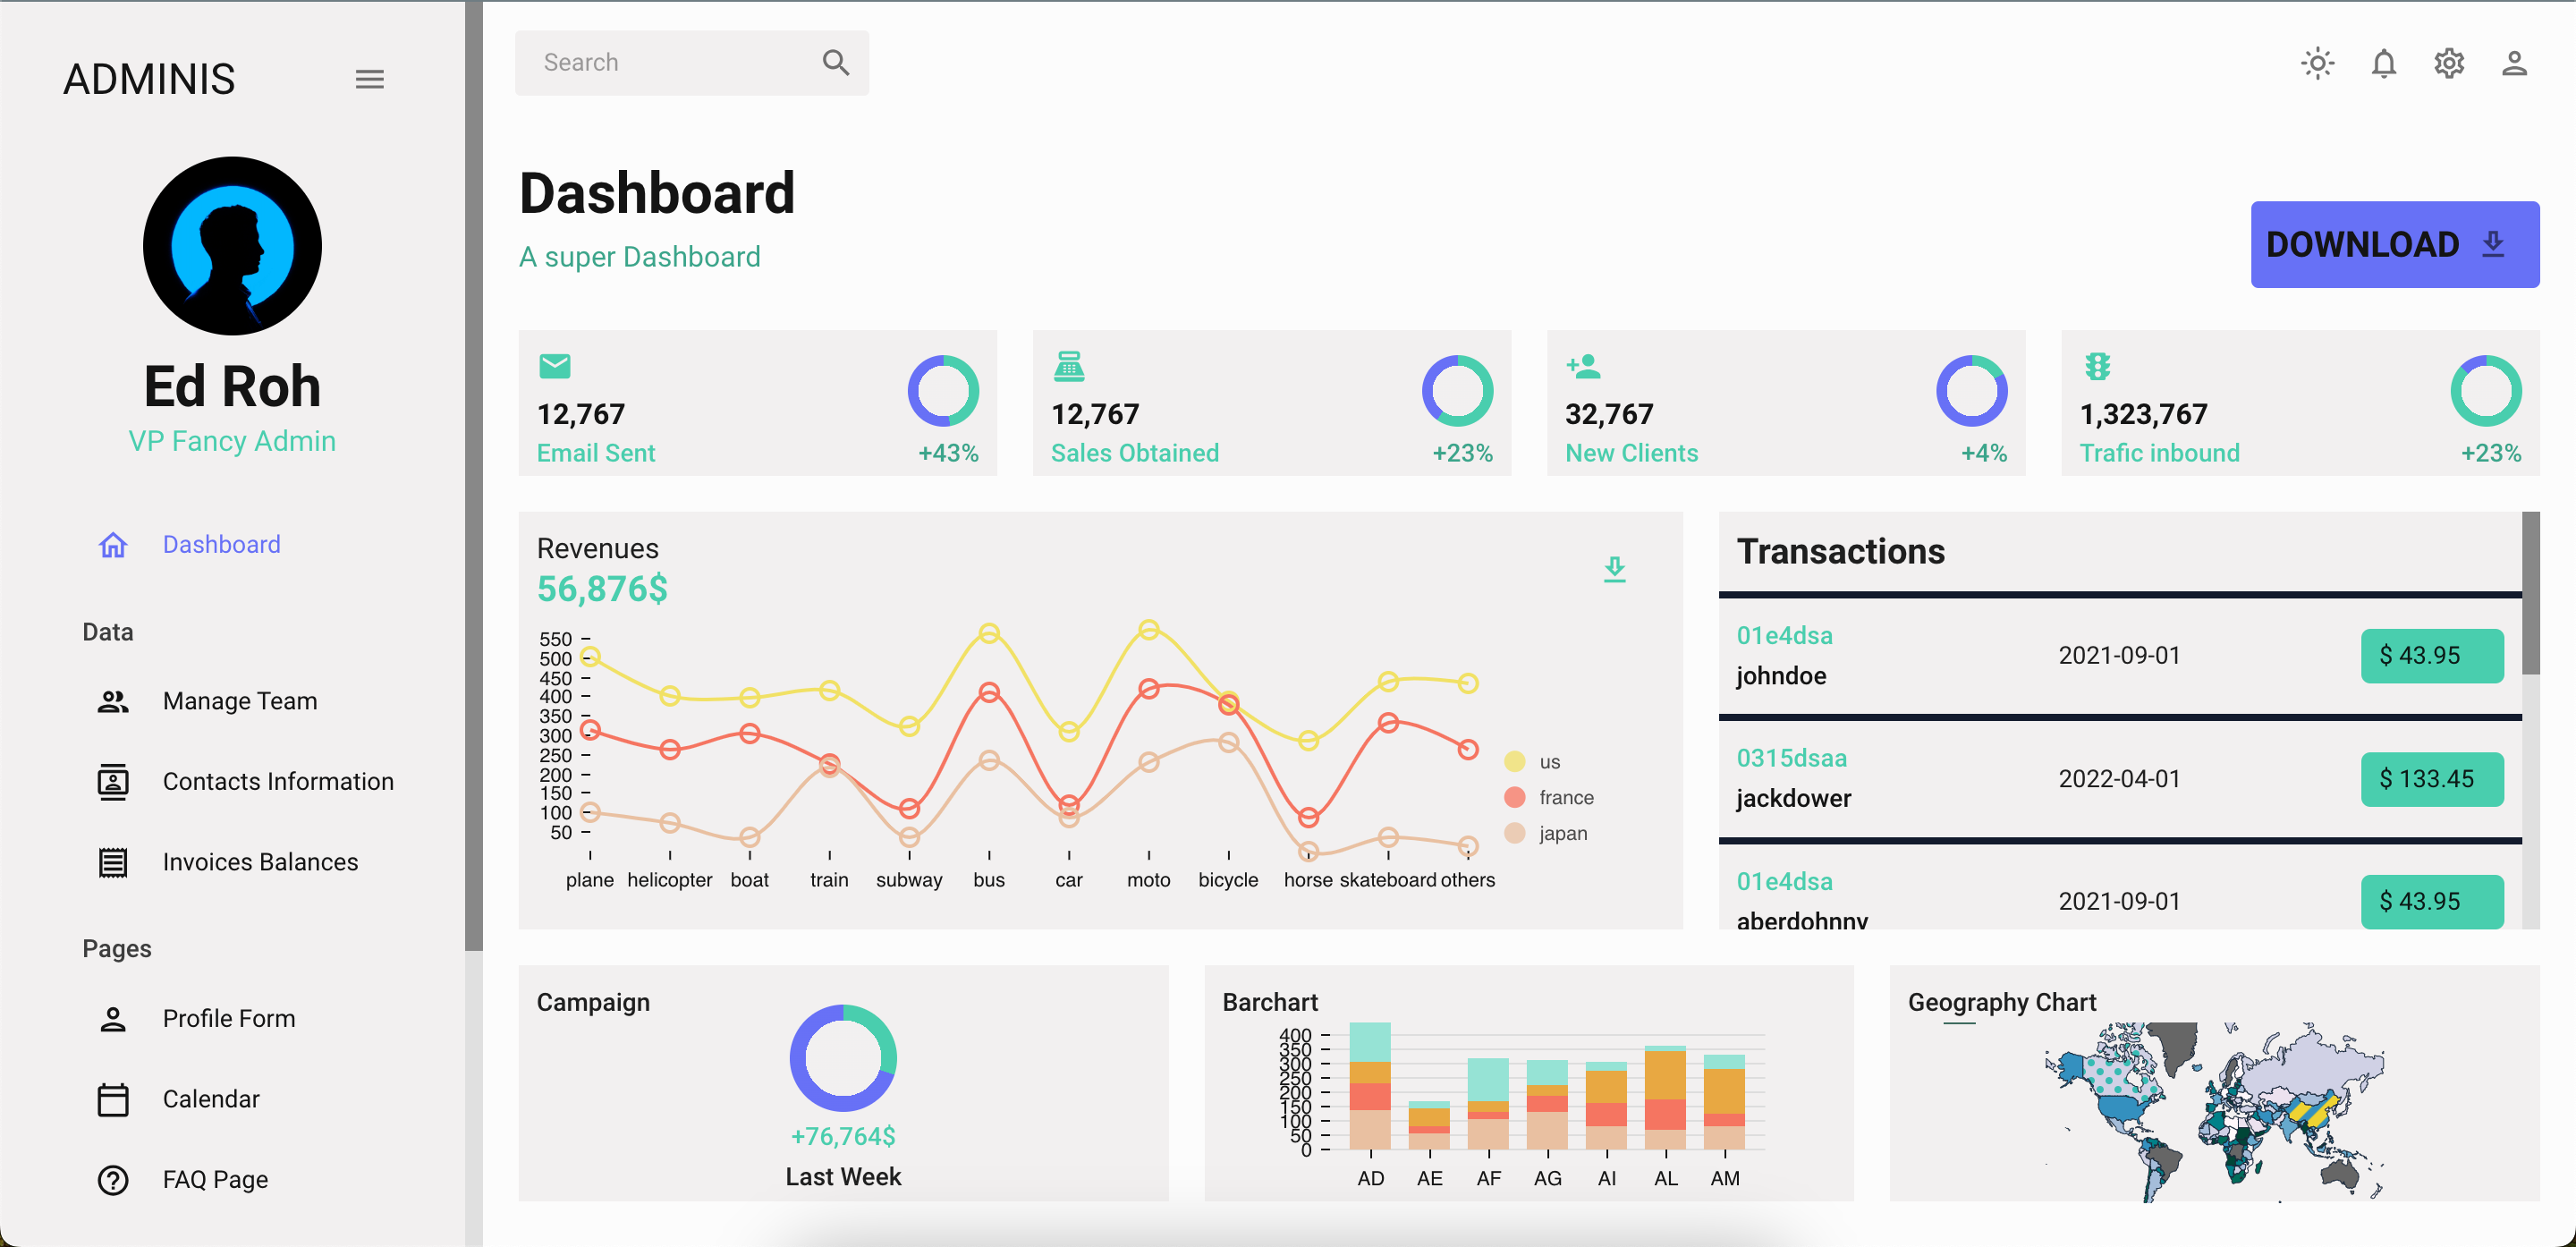 ADMINIS
Search
Ed Roh
VP Fancy Admin
Dashboard
Data
Manage Team
Contacts Information
Invoices Balances
Pages
Profile Form
Calendar
FAQ Page
Dashboard
A super Dashboard
DOWNLOAD
12,767
Email Sent
+43%
12,767
Sales Obtained
+23%
32,767
New Clients
+4%
1,323,767
Trafic inbound
+23%
Revenues
56,876$
550
500
450
400
350
300
250
200
150
100
50
plane helicopter boat train subway bus car moto bicycle horse skateboard others
us
france
japan
Transactions
01e4dsa
johndoe
2021-09-01
$ 43.95
0315dsaa
jackdower
2022-04-01
$ 133.45
01e4dsa
aberdohnny
2021-09-01
$ 43.95
Campaign
+76,764$
Last Week
Barchart
400
350
300
250
200
150
100
50
0
AD AE AF AG AI AL AM
Geography Chart